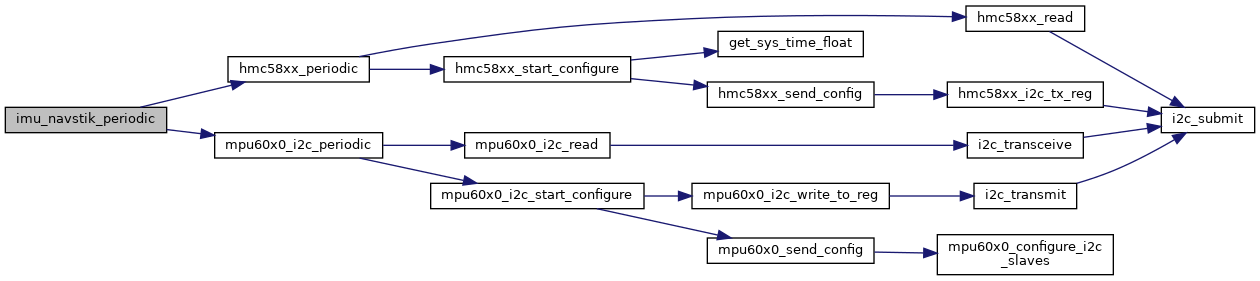 imu_navstik_periodic
hmc58xx_periodic
mpu60x0_i2c_periodic
hmc58xx_start_configure
mpu60x0_i2c_read
mpu60x0_i2c_start_configure
get_sys_time_float
hmc58xx_send_config
mpu60x0_i2c_write_to_reg
mpu60x0_send_config
hmc58xx_read
hmc58xx_i2c_tx_reg
i2c_transceive
i2c_transmit
mpu60x0_configure_i2c
_slaves
i2c_submit